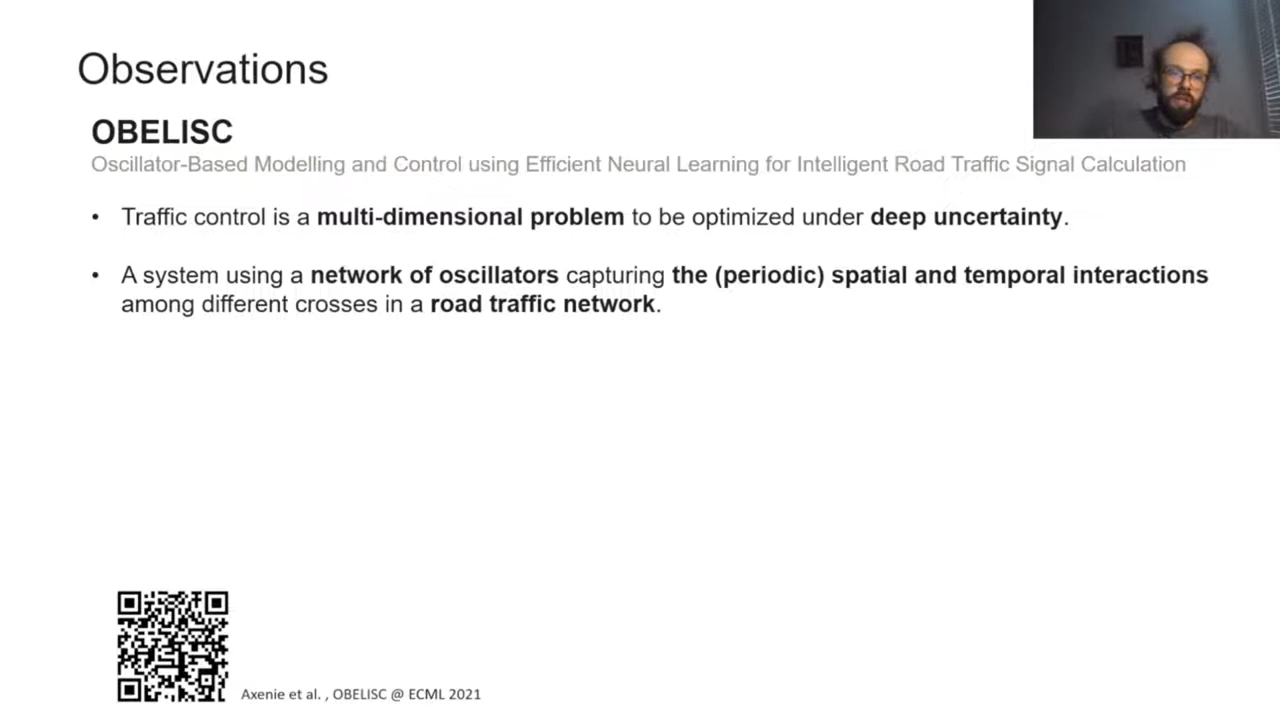 Observations
OBELISC
Oscillator-Based Modelling and Control using Efficient Neural Learning for Intelligent Road Traffic Signal Calculation
• Traffic control is a multi-dimensional problem to be optimized under deep uncertainty.
• A system using a network of oscillators capturing the (periodic) spatial and temporal interactions
among different crosses in a road traffic network.
Axenie et al. , OBELISC @ ECML 2021